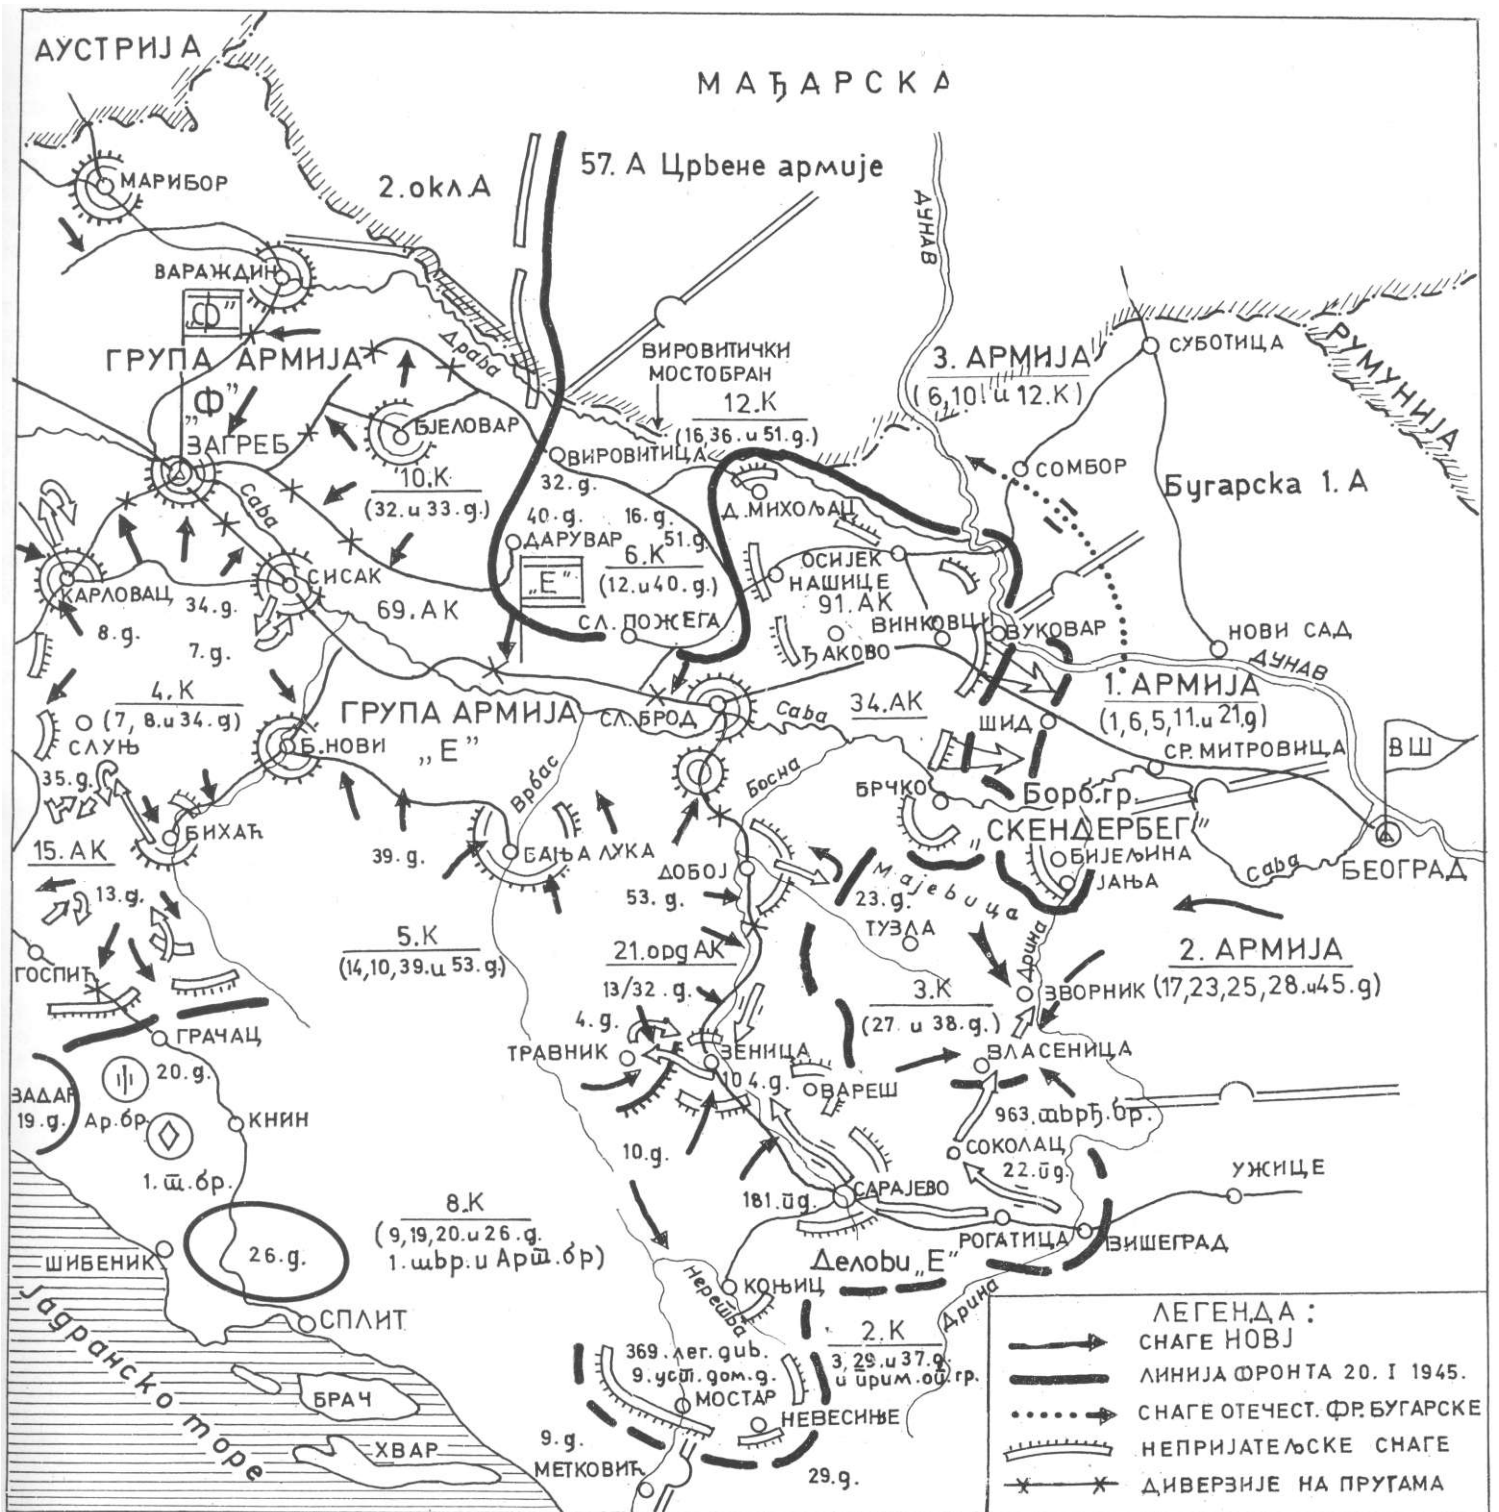 АУСТРИЈА
МАЂАРСКА
57. А Црвене армије
2. окл. А
МАРИБОР
ДУНАВ
ВАРАЖДИН
„Ф”
ГРУПА АРМИЈА
„Ф”
Драва
ВИРОВИТИЧКИ
МОСТОБРАН
3. АРМИЈА
(6, 10. и 12. К)
СУБОТИЦА
РУМУНИЈА
12. К
(16, 36. и 51. д.)
БЈЕЛОВАР
ЗАГРЕБ
ВИРОВИТИЦА
СОМБОР
Бугарска 1. А
10. К
(32. и 33. д.)
32. д.
Сава
Д. МИХОЉАЦ
40. д.
16. д.
ДАРУВАР
51. д.
ОСИЈЕК
6. К
(12. и 40. д.)
НАШИЦЕ
„Е”
СИСАК
КАРЛОВАЦ
34. д.
69. АК
91. АК
СЛ. ПОЖЕГА
ВИНКОВЦИ
ВУКОВАР
НОВИ САД
8. д.
7. д.
ЂАКОВО
ДУНАВ
4. К
(7, 8. и 34. д)
ГРУПА АРМИЈА
„Е”
СЛ. БРОД
Сава
34. АК
1. АРМИЈА
(1, 6, 5, 11. и 21. д)
ШИД
СЛУЊ
Б. НОВИ
СР. МИТРОВИЦА
ВШ
35. д.
Врбас
Босна
БРЧКО
Борб. гр.
„СКЕНДЕРБЕГ”
БИХАЋ
15. АК
39. д.
БАЊА ЛУКА
БИЈЕЉИНА
ЈАЊА
Сава
БЕОГРАД
ДОБОЈ
13. д.
53. д.
Мајевица
23. д.
ТУЗЛА
5. К
(14, 10, 39. и 53. д.)
21. орд АК
Дрина
2. АРМИЈА
(17, 23, 25, 28. и 45. д)
ГОСПИЋ
13/32. д.
3. К
(27. и 38. д.)
ЗВОРНИК
4. д.
ГРАЧАЦ
ТРАВНИК
ЗЕНИЦА
ВЛАСЕНИЦА
20. д.
104. д.
ВАРЕШ
ЗАДАР
19. д.
Ар. бр.
КНИН
963. твр​ђ. бр.
10. д.
СОКОЛАЦ
22. пд.
УЖИЦЕ
1. т. бр.
181. пд.
САРАЈЕВО
8. К
(9, 19, 20. и 26. д.
1. твр. и Арт. бр)
РОГАТИЦА
ВИШЕГРАД
ШИБЕНИК
26. д.
Делови „Е”
КОЊИЦ
Неретва
Дрина
СПЛИТ
Јадранско море
2. К
3, 29. и 37. д.
и прим. оп. гр.
369. лег. див.
9. уст. дом. д.
МОСТАР
НЕВЕСИЊЕ
БРАЧ
ХВАР
9. д.
МЕТКОВИЋ
29. д.
ЛЕГЕНДА:
СНАГЕ НОВЈ
ЛИНИЈА ФРОНТА 20. I 1945.
СНАГЕ ОТЕЧЕСТ. ФР. БУГАРСКЕ
НЕПРИЈАТЕЉСКЕ СНАГЕ
ДИВЕРЗИЈЕ НА ПРУГАМА